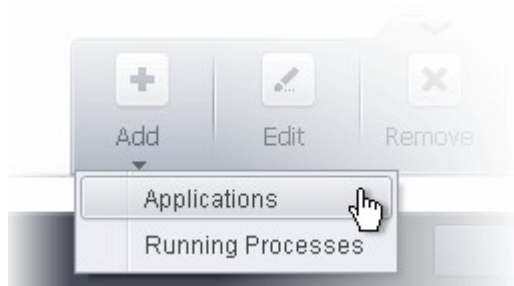 Add Edit Remove
Applications
Running Processes